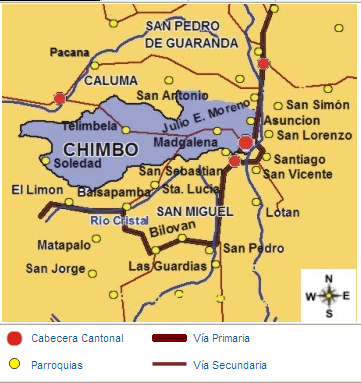 SAN PEDRO
DE GUARANDA
Pacana
CALUMA
San Antonio
Julio E. Moreno
San Simón
Asuncion
Telimbela
San Lorenzo
CHIMBO
Madgalena
Soledad
Santiago
San Sebastian
San Vicente
El Limon
Balsapamba
Sta. Lucia
Rio Cristal
SAN MIGUEL
Lotan
Matapalo
Bilovan
San Pedro
San Jorge
Las Guardias
N
W
E
S
Cabecera Cantonal
Vía Primaria
Parroquias
Vía Secundaria